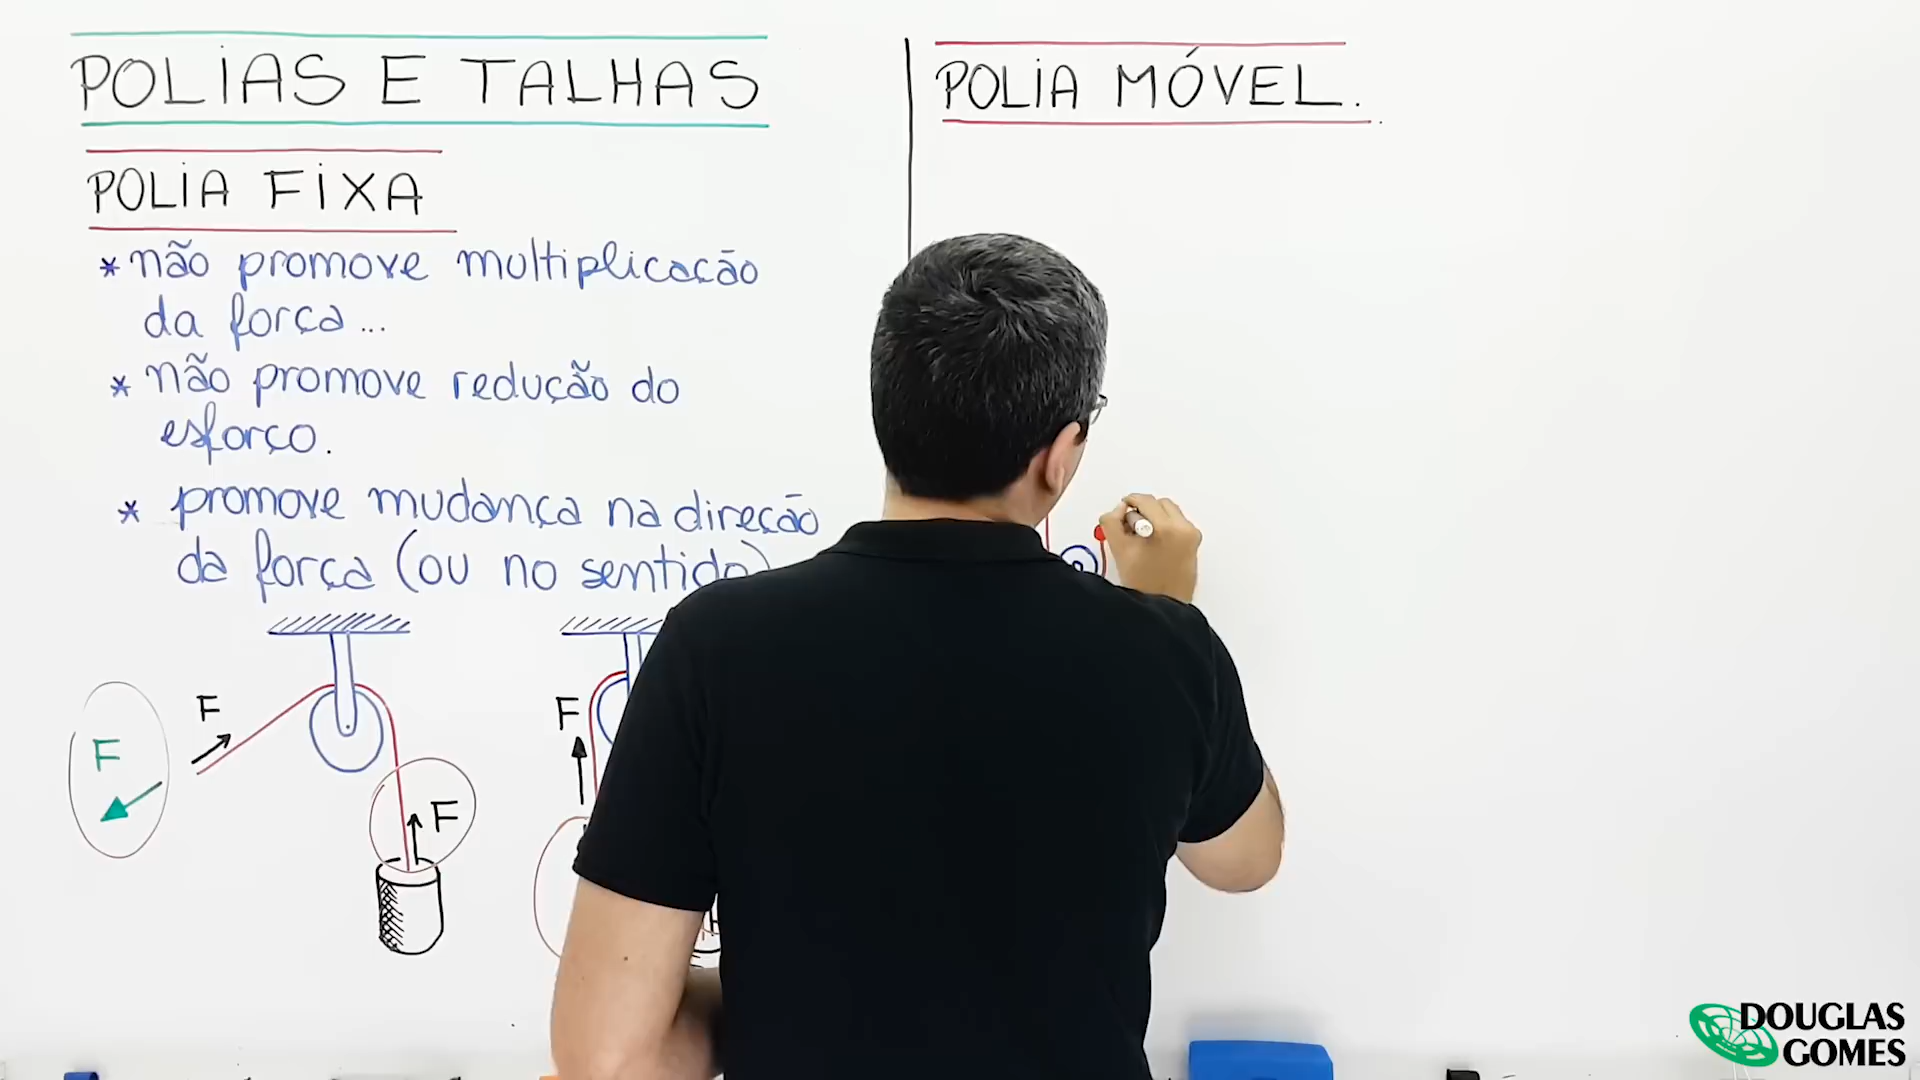 POLIAS E TALHAS
POLIA FIXA
* não promove multiplicação
da força...
* não promove redução do
esforço.
* promove mudança na direção
da força (ou no sentido)
F
F
F
F
POLIA MÓVEL.
DOUGLAS
GOMES